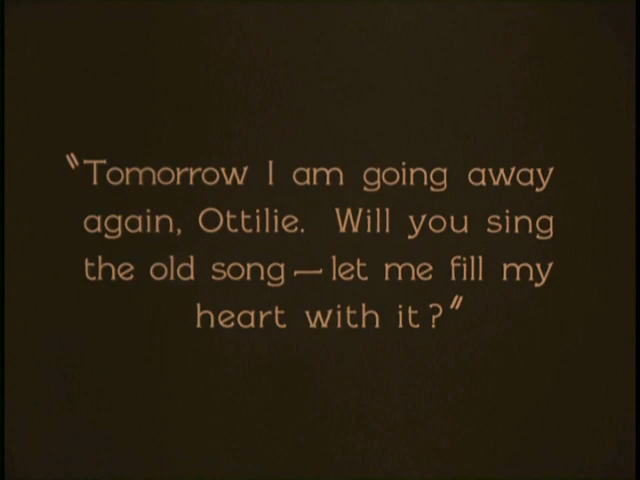 "Tomorrow I am going away
again, Ottilie. Will you sing
the old song—let me fill my
heart with it?"